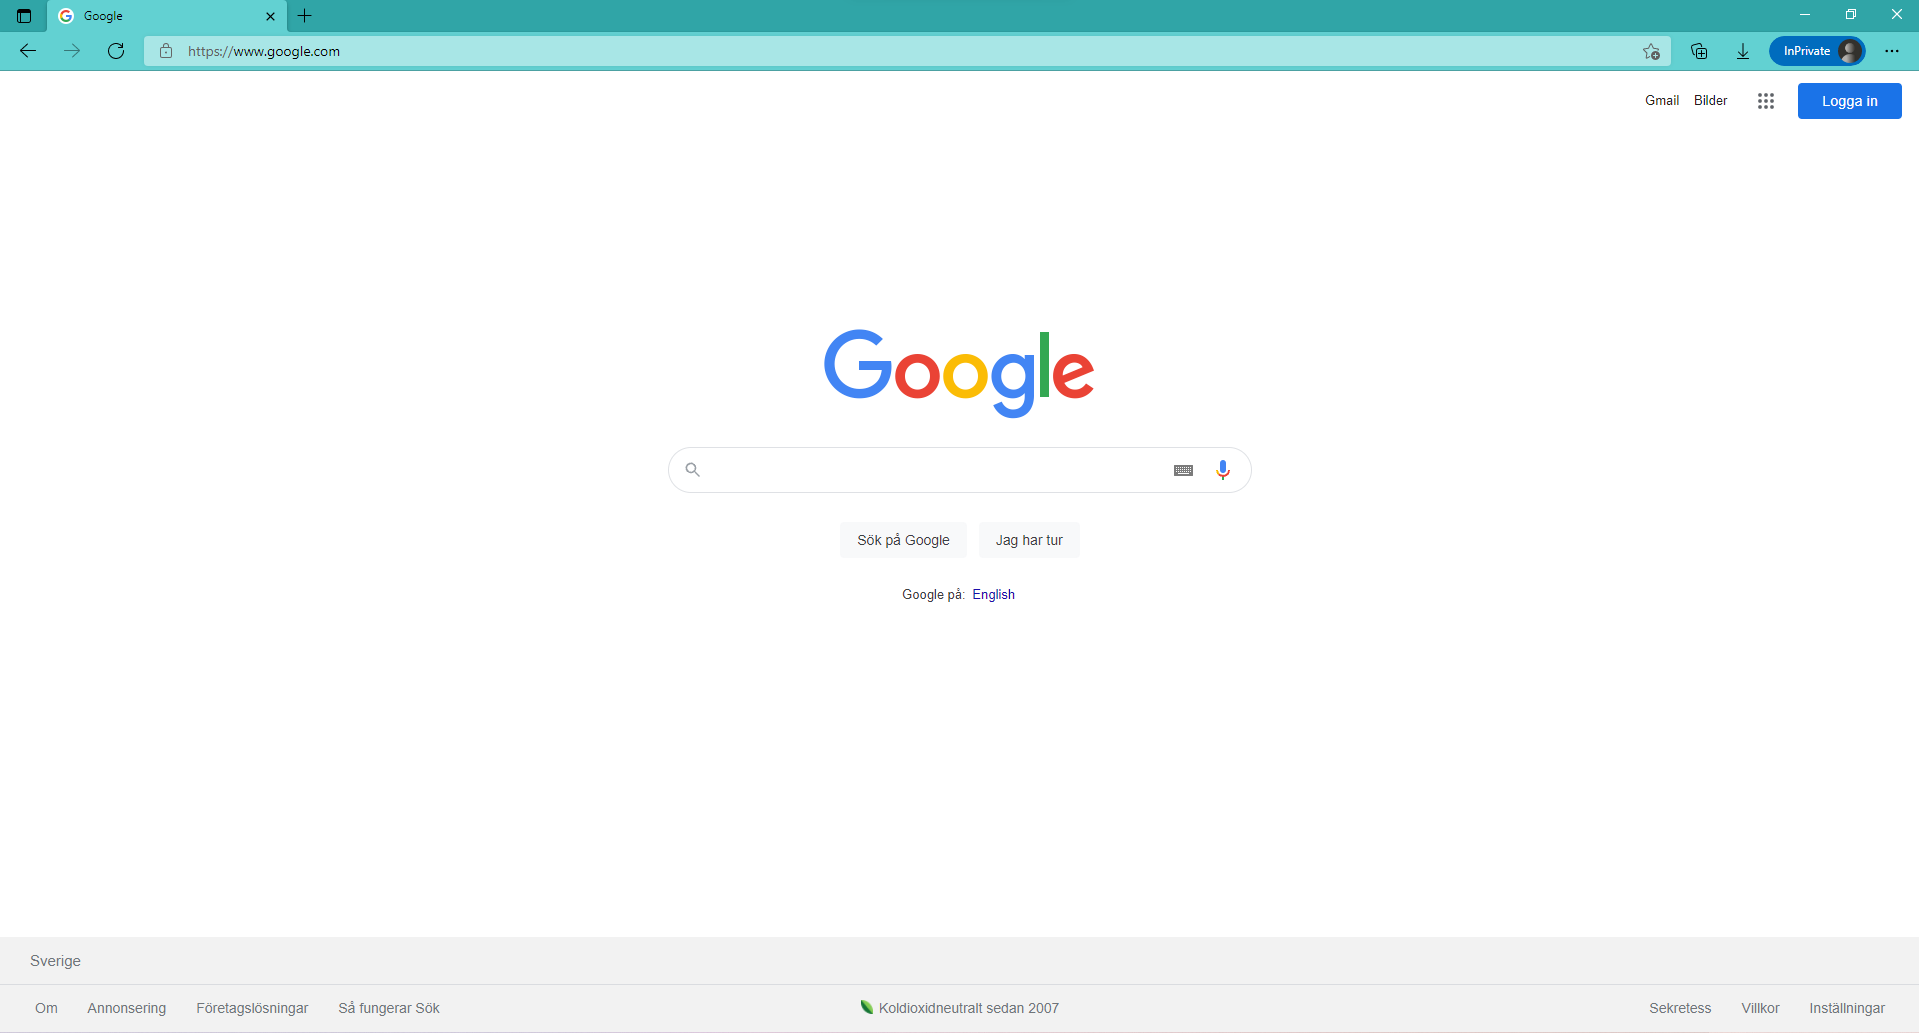 Google
https://www.google.com
InPrivate
Gmail Bilder Logga in
Google
Sök på Google Jag har tur
Google på: English
Sverige
Om Annonsering Företagslösningar Så fungerar Sök Koldioxidneutralt sedan 2007 Sekretess Villkor Inställningar